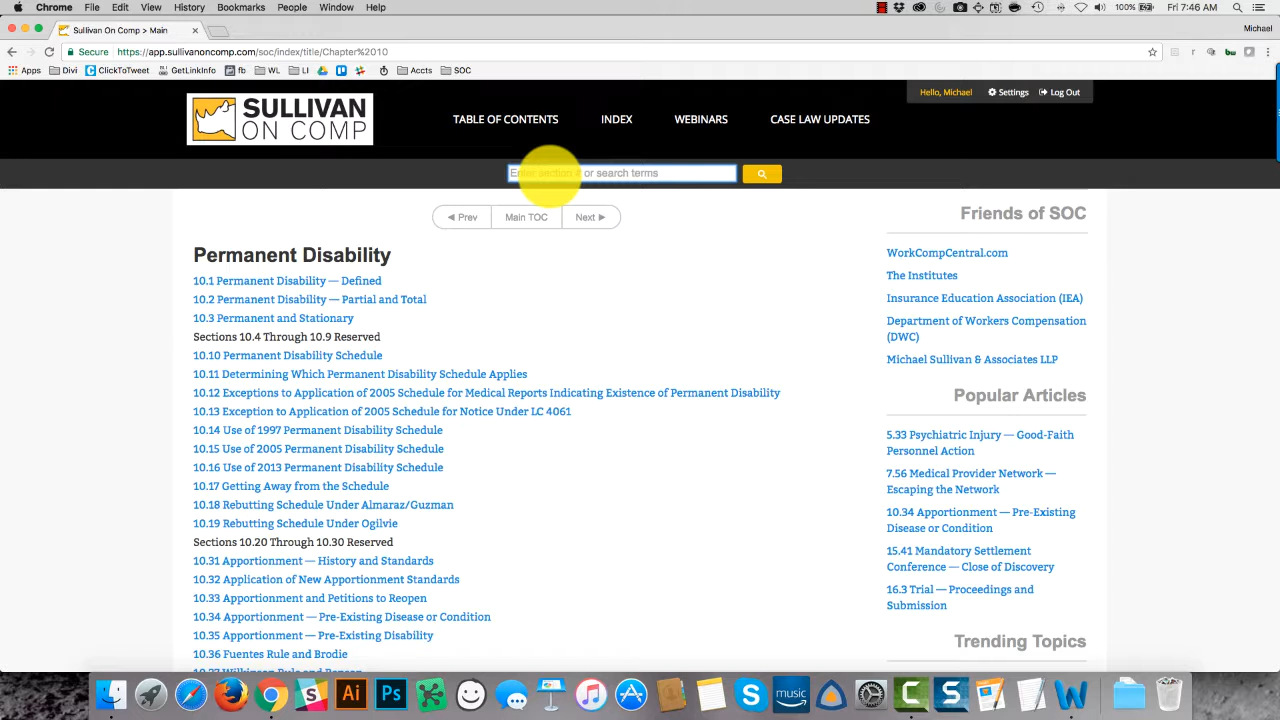 Chrome File Edit View History Bookmarks People Window Help 100% Fri 7:46 AM
Sullivan On Comp > Main Michael
Secure https://app.sullivanoncomp.com/soc/index/title/Chapter%2010
Apps Divi ClickToTweet GetLinkInfo fb WL LI Accts SOC
Hello, Michael Settings Log Out
SULLIVAN
ON COMP
TABLE OF CONTENTS INDEX WEBINARS CASE LAW UPDATES
Enter section # or search terms
Prev Main TOC Next
Permanent Disability
10.1 Permanent Disability — Defined
10.2 Permanent Disability — Partial and Total
10.3 Permanent and Stationary
Sections 10.4 Through 10.9 Reserved
10.10 Permanent Disability Schedule
10.11 Determining Which Permanent Disability Schedule Applies
10.12 Exceptions to Application of 2005 Schedule for Medical Reports Indicating Existence of Permanent Disability
10.13 Exception to Application of 2005 Schedule for Notice Under LC 4061
10.14 Use of 1997 Permanent Disability Schedule
10.15 Use of 2005 Permanent Disability Schedule
10.16 Use of 2013 Permanent Disability Schedule
10.17 Getting Away from the Schedule
10.18 Rebutting Schedule Under Almaraz/Guzman
10.19 Rebutting Schedule Under Ogilvie
Sections 10.20 Through 10.30 Reserved
10.31 Apportionment — History and Standards
10.32 Application of New Apportionment Standards
10.33 Apportionment and Petitions to Reopen
10.34 Apportionment — Pre-Existing Disease or Condition
10.35 Apportionment — Pre-Existing Disability
10.36 Fuentes Rule and Brodie
10.37 Wilkinson Rule and Benson
Friends of SOC
WorkCompCentral.com
The Institutes
Insurance Education Association (IEA)
Department of Workers Compensation
(DWC)
Michael Sullivan & Associates LLP
Popular Articles
5.33 Psychiatric Injury — Good-Faith
Personnel Action
7.56 Medical Provider Network —
Escaping the Network
10.34 Apportionment — Pre-Existing
Disease or Condition
15.41 Mandatory Settlement
Conference — Close of Discovery
16.3 Trial — Proceedings and
Submission
Trending Topics
Ai Ps music